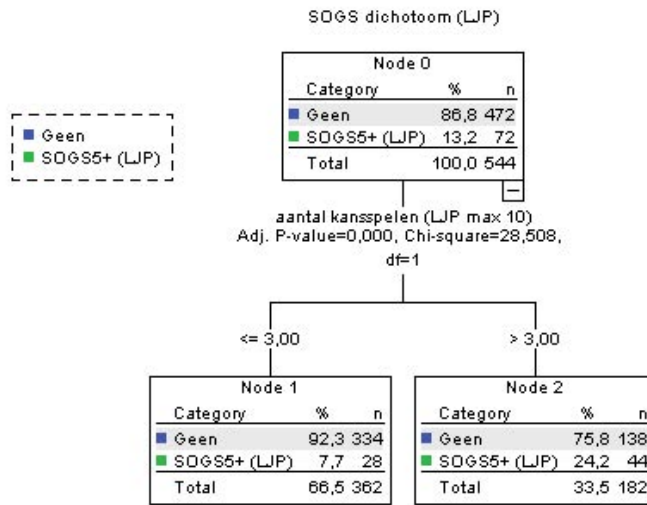 SOGS dichotoom (LJP)
Node 0
Category % n
Geen 86,8 472
SOGS5+ (LJP) 13,2 72
Total 100,0 544
Geen
SOGS5+ (LJP)
aantal kansspelen (LJP max 10)
Adj. P-value=0,000, Chi-square=28,508,
df=1
<= 3,00
> 3,00
Node 1
Category % n
Geen 92,3 334
SOGS5+ (LJP) 7,7 28
Total 66,5 362
Node 2
Category % n
Geen 75,8 138
SOGS5+ (LJP) 24,2 44
Total 33,5 182